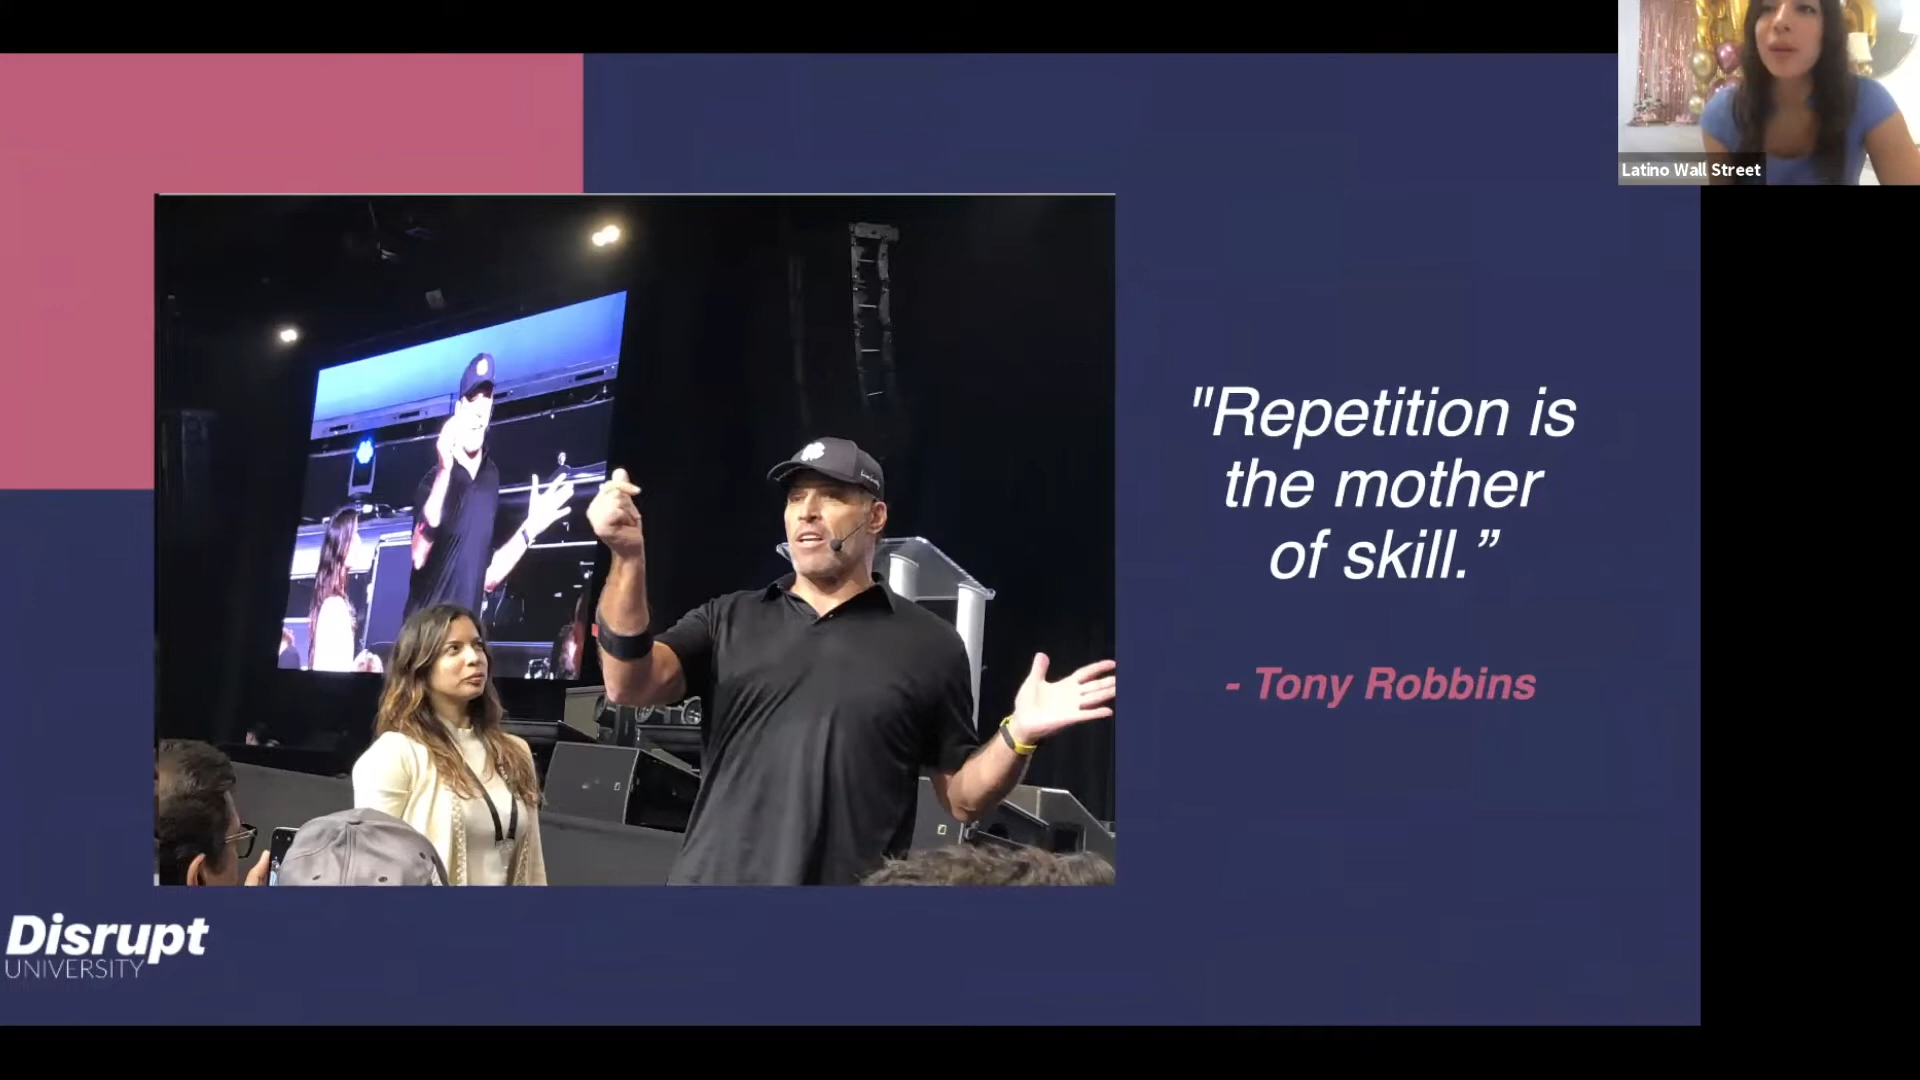 Latino Wall Street
"Repetition is
the mother
of skill.”
- Tony Robbins
Disrupt
UNIVERSITY